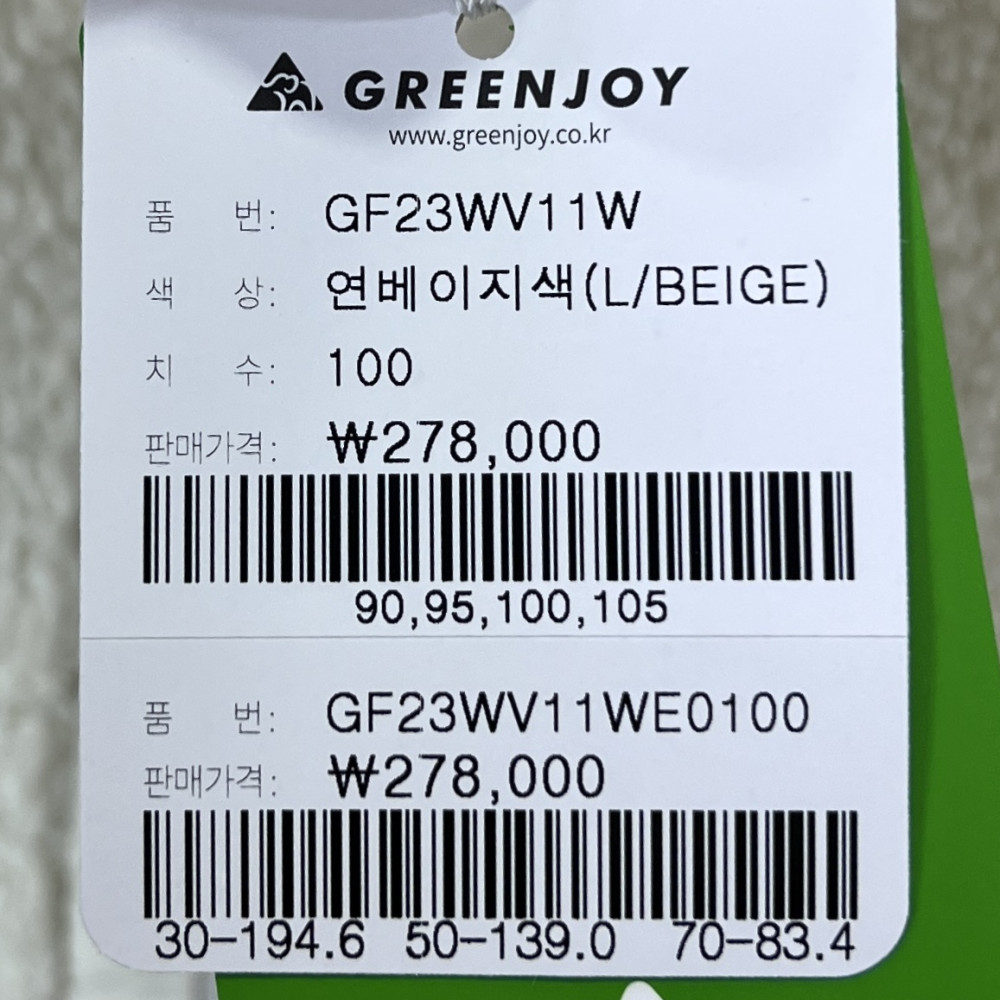 GREENJOY
www.greenjoy.co.kr
품 번: GF23WV11W
색 상: 연베이지색(L/BEIGE)
치 수: 100
판매가격: ₩278,000
90,95,100,105
품 번: GF23WV11WE0100
판매가격: ₩278,000
30-194.6 50-139.0 70-83.4